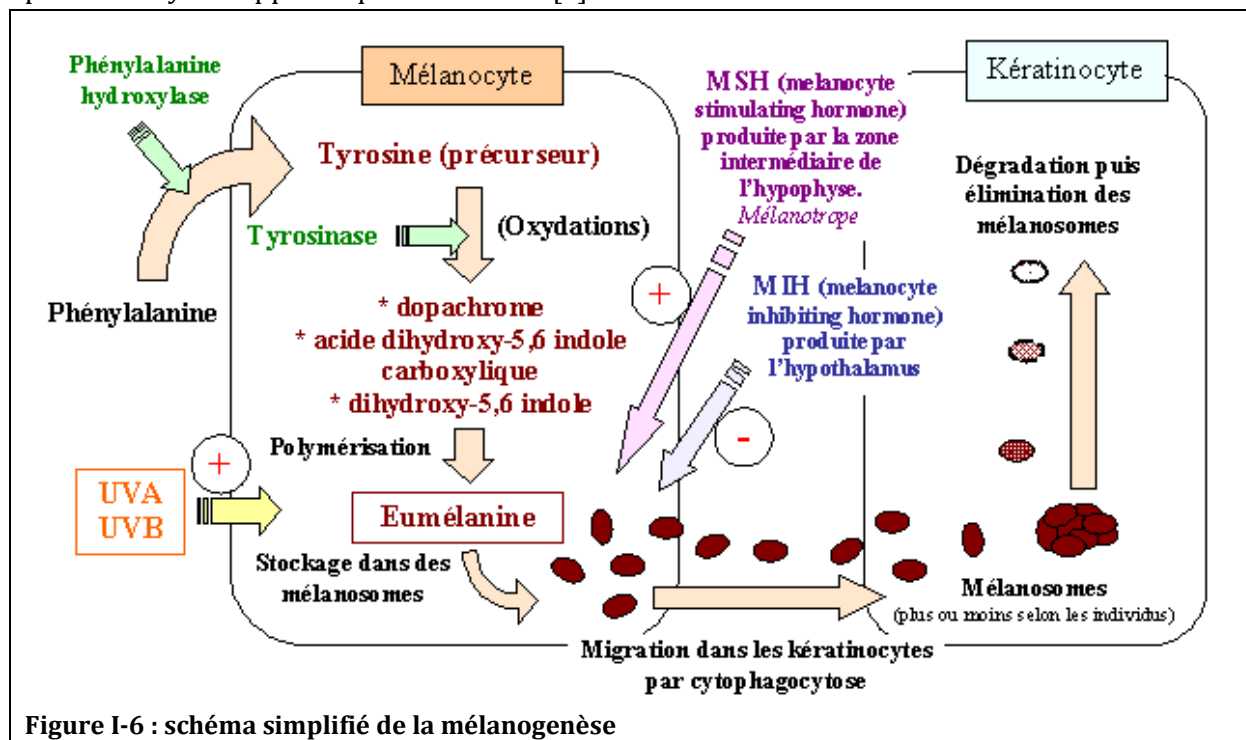 Phénylalanine
hydroxylase
Mélanocyte
MSH (melanocyte
stimulating hormone)
produite par la zone
intermédiaire de
l'hypophyse.
Mélanotrope
Kératinocyte
Tyrosine (précurseur)
Tyrosinase
(Oxydations)
Phénylalanine
* dopachrome
* acide dihydroxy-5,6 indole
carboxylique
* dihydroxy-5,6 indole
+
MIH (melanocyte
inhibiting hormone)
produite par
l'hypothalamus
-
Dégradation puis
élimination des
mélanosomes
Polymérisation
+
UVA
UVB
Eumélanine
Stockage dans des
mélanosomes
Mélanosomes
(plus ou moins selon les individus)
Migration dans les kératinocytes
par cytophagocytose
Figure I-6 : schéma simplifié de la mélanogenèse